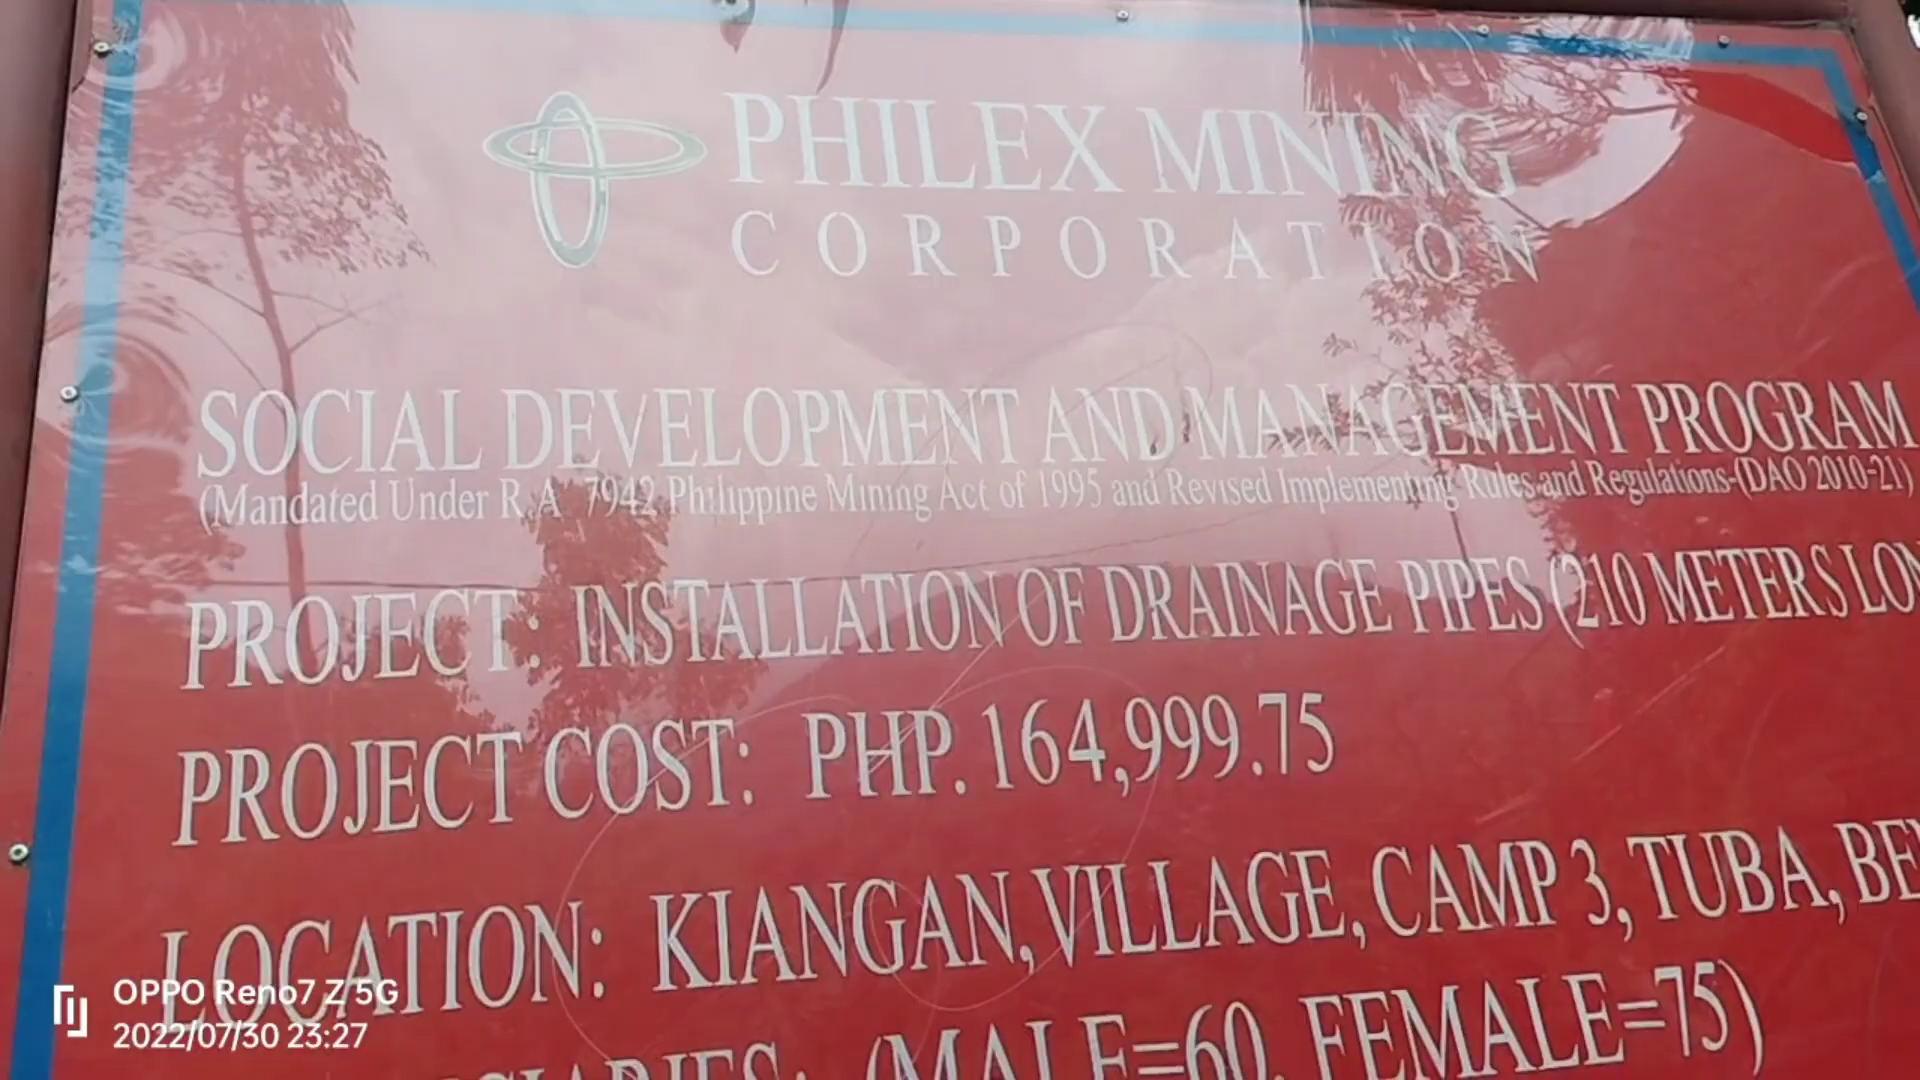 PHILEX MINING
CORPORATION
SOCIAL DEVELOPMENT AND MANAGEMENT PROGRAM
(Mandated Under R.A 7942 Philippine Mining Act of 1995 and Revised Implementing Rules and Regulations-(DAO 2010-21)
PROJECT: INSTALLATION OF DRAINAGE PIPES (210 METERS
PROJECT COST: PHP. 164,999.75
LOCATION: KIANGAN, VILLAGE, CAMP 3, TUBA,
(MALE=60, FEMALE=75)
OPPO Reno7 Z 5G
2022/07/30 23:27